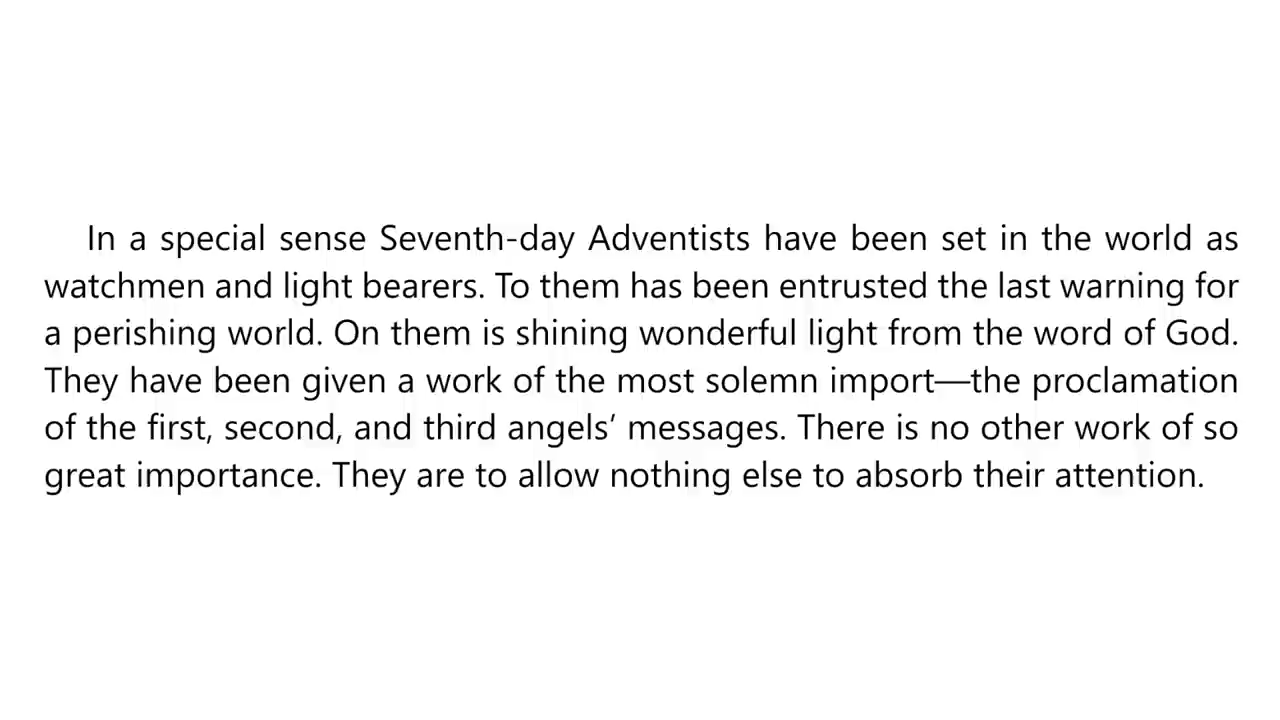 In a special sense Seventh-day Adventists have been set in the world as
watchmen and light bearers. To them has been entrusted the last warning for
a perishing world. On them is shining wonderful light from the word of God.
They have been given a work of the most solemn import—the proclamation
of the first, second, and third angels’ messages. There is no other work of so
great importance. They are to allow nothing else to absorb their attention.